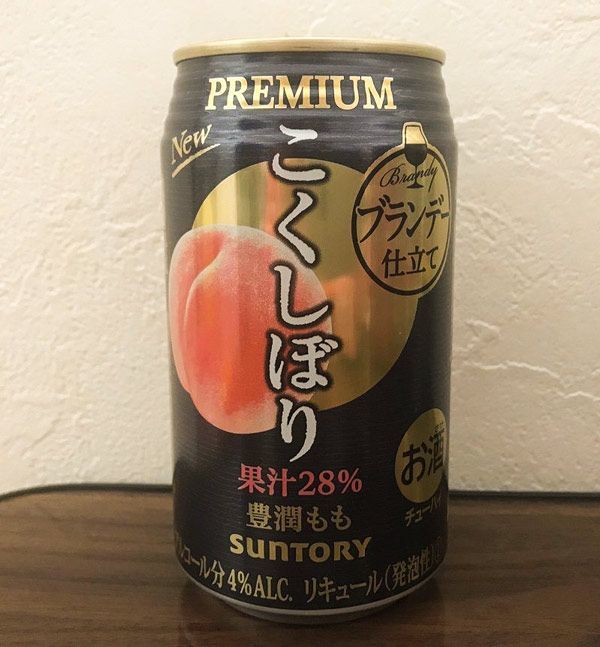 PREMIUM
New
こくしぼり
Brandy
ブランデー
仕立て
お酒
チューハイ
果汁28%
豊潤もも
SUNTORY
アルコール分4%ALC. リキュール(発泡性)